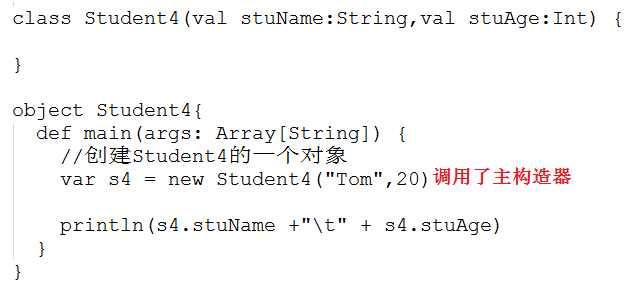 class Student4(val stuName:String,val stuAge:Int) {
}
object Student4{
def main(args: Array[String]) {
//创建Student4的一个对象
var s4 = new Student4("Tom",20)调用了主构造器
println(s4.stuName +"\t" + s4.stuAge)
}
}